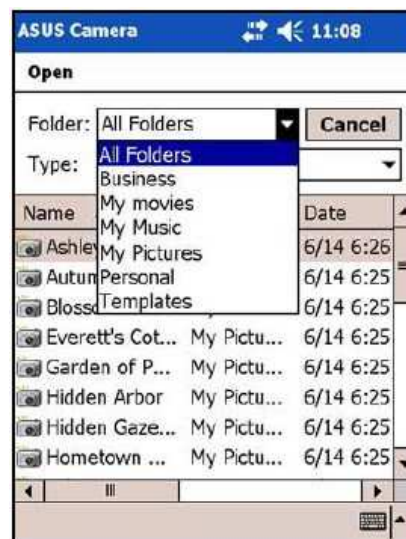 ASUS Camera 11:08
Open
Folder: All Folders Cancel
Type: All Folders
Business
My movies
My Music
My Pictures
Personal
Templates
Name Date
Ashley 6/14 6:26
Autum 6/14 6:25
6/14 6:25
Everett's Cot... My Pictu... 6/14 6:25
Garden of P... My Pictu... 6/14 6:25
Hidden Arbor My Pictu... 6/14 6:25
Hidden Gaze... My Pictu... 6/14 6:25
Hometown ... My Pictu... 6/14 6:25